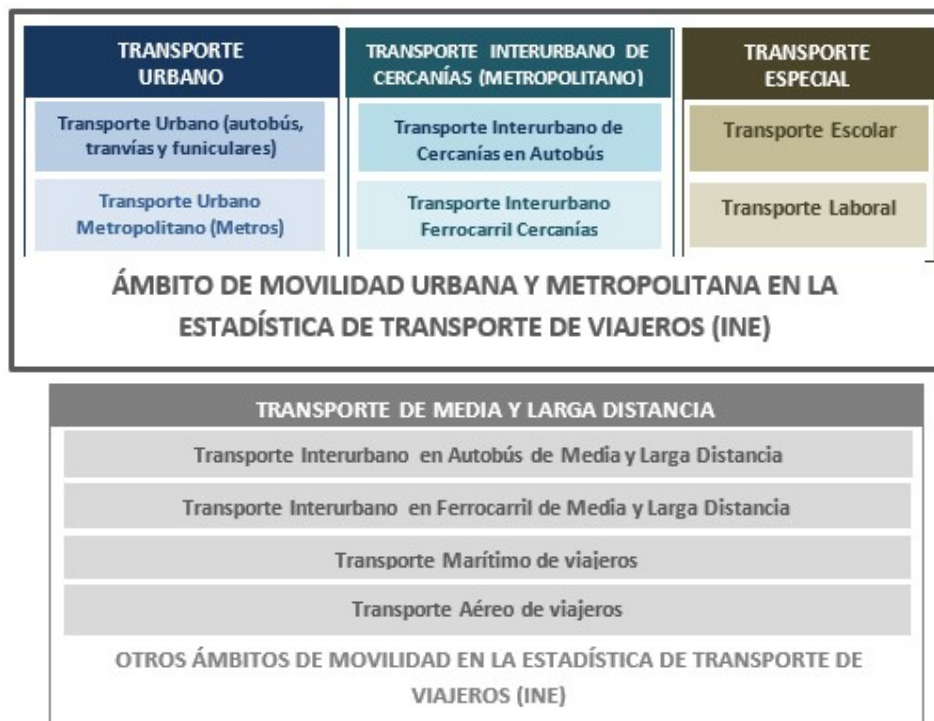 TRANSPORTE
URBANO
Transporte Urbano (autobús,
tranvías y funiculares)
Transporte Urbano
Metropolitano (Metros)
TRANSPORTE INTERURBANO DE
CERCANÍAS (METROPOLITANO)
Transporte Interurbano de
Cercanías en Autobús
Transporte Interurbano
Ferrocarril Cercanías
TRANSPORTE
ESPECIAL
Transporte Escolar
Transporte Laboral
ÁMBITO DE MOVILIDAD URBANA Y METROPOLITANA EN LA
ESTADÍSTICA DE TRANSPORTE DE VIAJEROS (INE)
TRANSPORTE DE MEDIA Y LARGA DISTANCIA
Transporte Interurbano en Autobús de Media y Larga Distancia
Transporte Interurbano en Ferrocarril de Media y Larga Distancia
Transporte Marítimo de viajeros
Transporte Aéreo de viajeros
OTROS ÁMBITOS DE MOVILIDAD EN LA ESTADÍSTICA DE TRANSPORTE DE
VIAJEROS (INE)